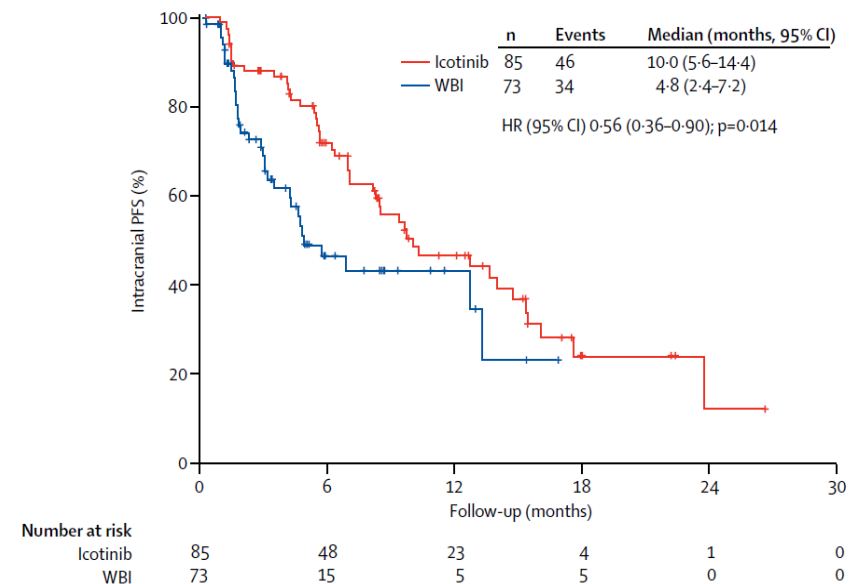 n Events Median (months, 95% CI)
Icotinib 85 46 10·0 (5·6–14·4)
WBI 73 34 4·8 (2·4–7·2)
HR (95% CI) 0·56 (0·36–0·90); p=0·014
Intracranial PFS (%)
100
80
60
40
20
0
0 6 12 18 24 30
Follow-up (months)
Number at risk
Icotinib 85 48 23 4 1 0
WBI 73 15 5 5 0 0